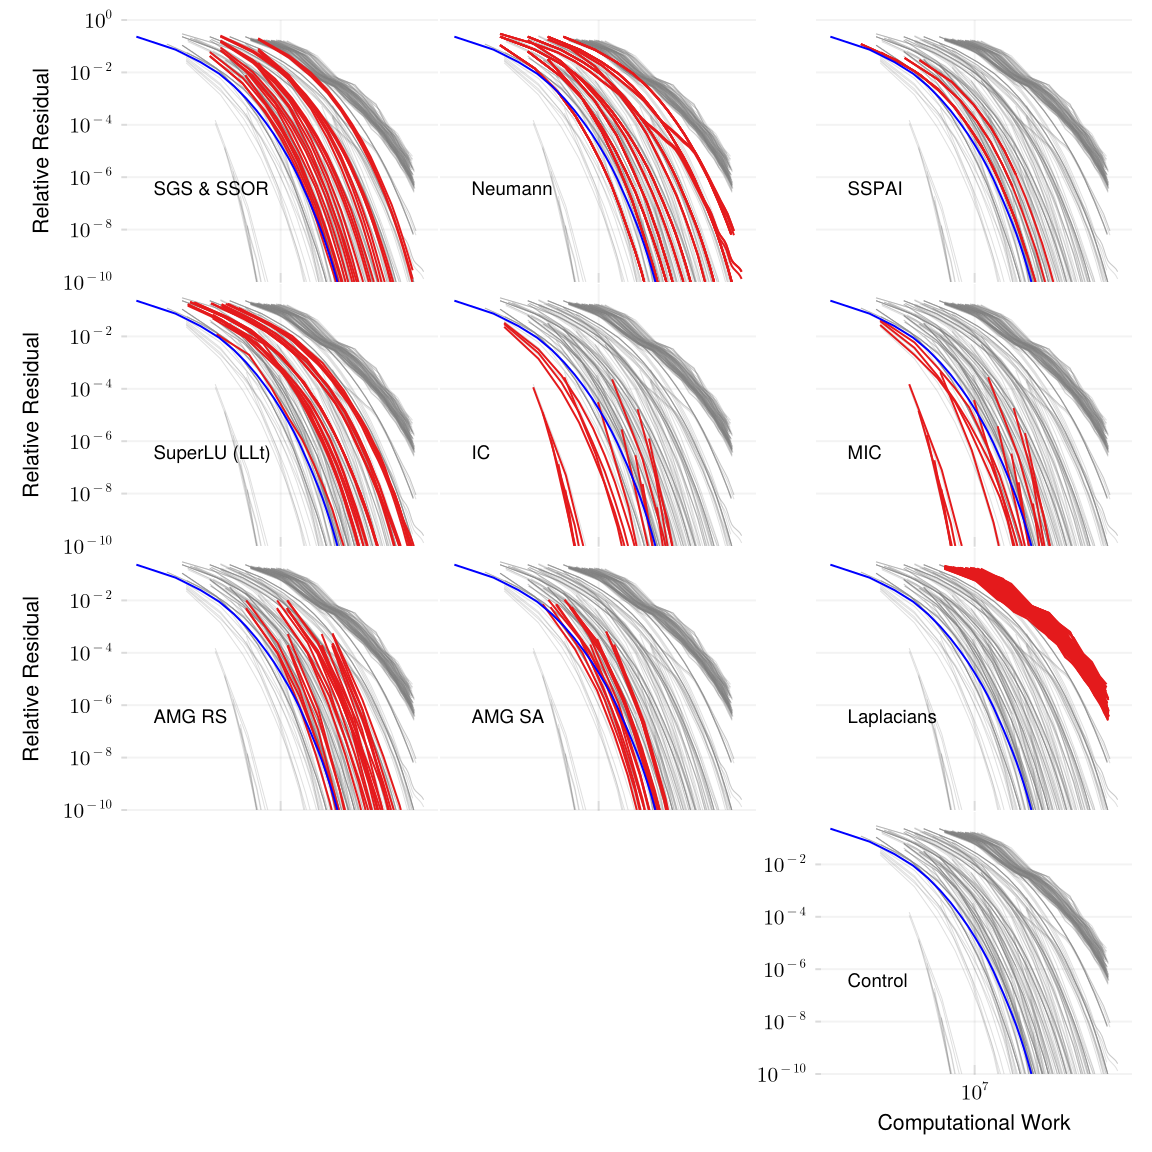 10^0
10^−2
10^−4
10^−6
10^−8
10^−10
Relative Residual
SGS & SSOR
Neumann
SSPAI
10^−2
10^−4
10^−6
10^−8
10^−10
Relative Residual
SuperLU (LLt)
IC
MIC
10^−2
10^−4
10^−6
10^−8
10^−10
Relative Residual
AMG RS
AMG SA
Laplacians
10^−2
10^−4
10^−6
10^−8
10^−10
Control
10^7
Computational Work